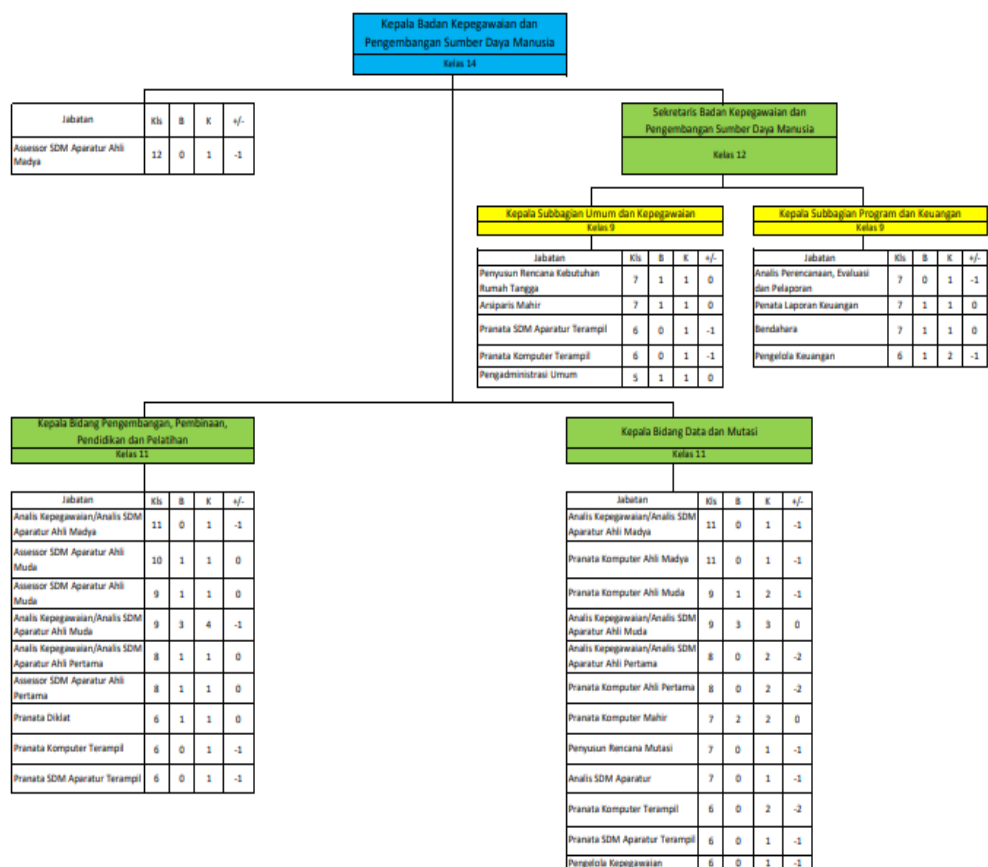 Kepala Badan Kepegawaian dan
Pengembangan Sumber Daya Manusia
Kelas 14
Jabatan Kls B K +/-
Assessor SDM Aparatur Ahli
Madya 12 0 1 -1
Sekretaris Badan Kepegawaian dan
Pengembangan Sumber Daya Manusia
Kelas 12
Kepala Subbagian Umum dan Kepegawaian
Kelas 9
Jabatan Kls B K +/-
Penyusun Rencana Kebutuhan
Rumah Tangga 7 1 1 0
Arsiparis Mahir 7 1 1 0
Pranata SDM Aparatur Terampil 6 0 1 -1
Pranata Komputer Terampil 6 0 1 -1
Pengadministrasi Umum 5 1 1 0
Kepala Subbagian Program dan Keuangan
Kelas 9
Jabatan Kls B K +/-
Analis Perencanaan, Evaluasi
dan Pelaporan 7 0 1 -1
Penata Laporan Keuangan 7 1 1 0
Bendahara 7 1 1 0
Pengelola Keuangan 6 1 2 -1
Kepala Bidang Pengembangan, Pembinaan,
Pendidikan dan Pelatihan
Kelas 11
Jabatan Kls B K +/-
Analis Kepegawaian/Analis SDM
Aparatur Ahli Madya 11 0 1 -1
Assessor SDM Aparatur Ahli
Muda 10 1 1 0
Assessor SDM Aparatur Ahli
Muda 9 1 1 0
Analis Kepegawaian/Analis SDM
Aparatur Ahli Muda 9 3 4 -1
Analis Kepegawaian/Analis SDM
Aparatur Ahli Pertama 8 1 1 0
Assessor SDM Aparatur Ahli
Pertama 8 1 1 0
Pranata Diklat 6 1 1 0
Pranata Komputer Terampil 6 0 1 -1
Pranata SDM Aparatur Terampil 6 0 1 -1
Kepala Bidang Data dan Mutasi
Kelas 11
Jabatan Kls B K +/-
Analis Kepegawaian/Analis SDM
Aparatur Ahli Madya 11 0 1 -1
Pranata Komputer Ahli Madya 11 0 1 -1
Pranata Komputer Ahli Muda 9 1 2 -1
Analis Kepegawaian/Analis SDM
Aparatur Ahli Muda 9 3 3 0
Analis Kepegawaian/Analis SDM
Aparatur Ahli Pertama 8 0 2 -2
Pranata Komputer Ahli Pertama 8 0 2 -2
Pranata Komputer Mahir 7 2 2 0
Penyusun Rencana Mutasi 7 0 1 -1
Analis SDM Aparatur 7 0 1 -1
Pranata Komputer Terampil 6 0 2 -2
Pranata SDM Aparatur Terampil 6 0 1 -1
Pengelola Kepegawaian 6 0 1 -1